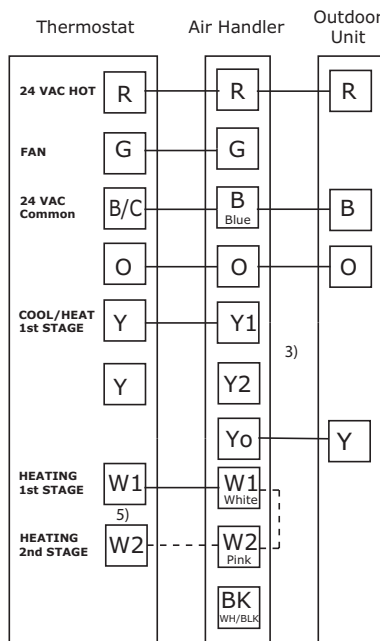 Thermostat Air Handler Outdoor
Unit
24 VAC HOT R R R
FAN G G
24 VAC
Common B/C B B
Blue
O O O
COOL/HEAT
1st STAGE Y Y1
3)
Y Y2
Yo Y
HEATING
1st STAGE W1 W1
White
5)
HEATING
2nd STAGE W2 W2
Pink
BK
WH/BLK